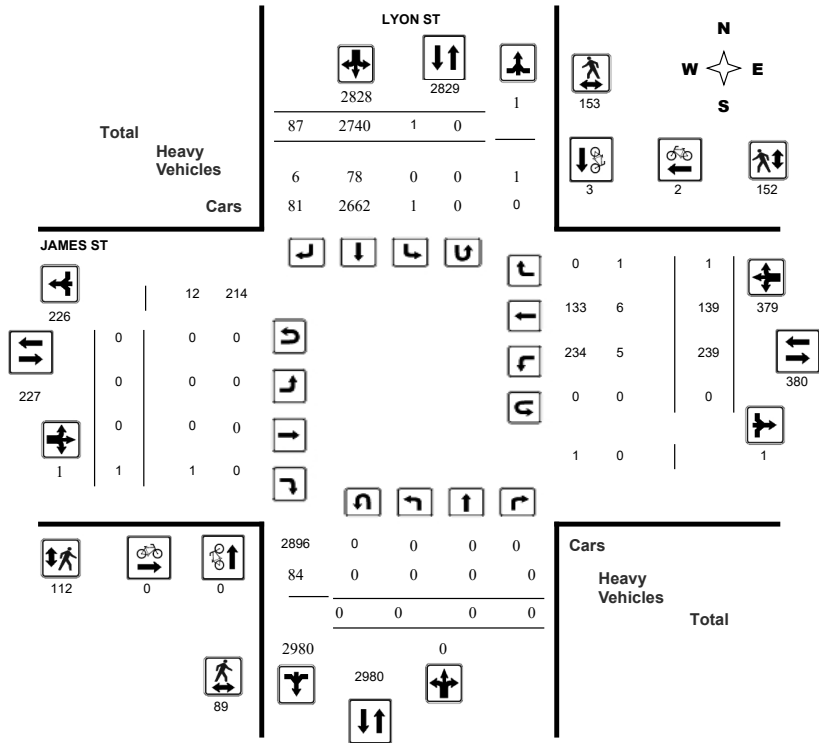 LYON ST
N
W E
S
2828 2829 1
153
87 2740 1 0
Total
Heavy
Vehicles
6 78 0 0 1
Cars
81 2662 1 0 0
3 2 152
JAMES ST
12 214
226
0 0 0
227
0 0 0
0 0 0
1 1 1 0
0 1 1
133 6 139 379
234 5 239
380
0 0 0
1 0 1
2896 0 0 0 0
84 0 0 0 0
0 0 0 0
2980 0
2980
112 0 0
89
Cars
Heavy
Vehicles
Total